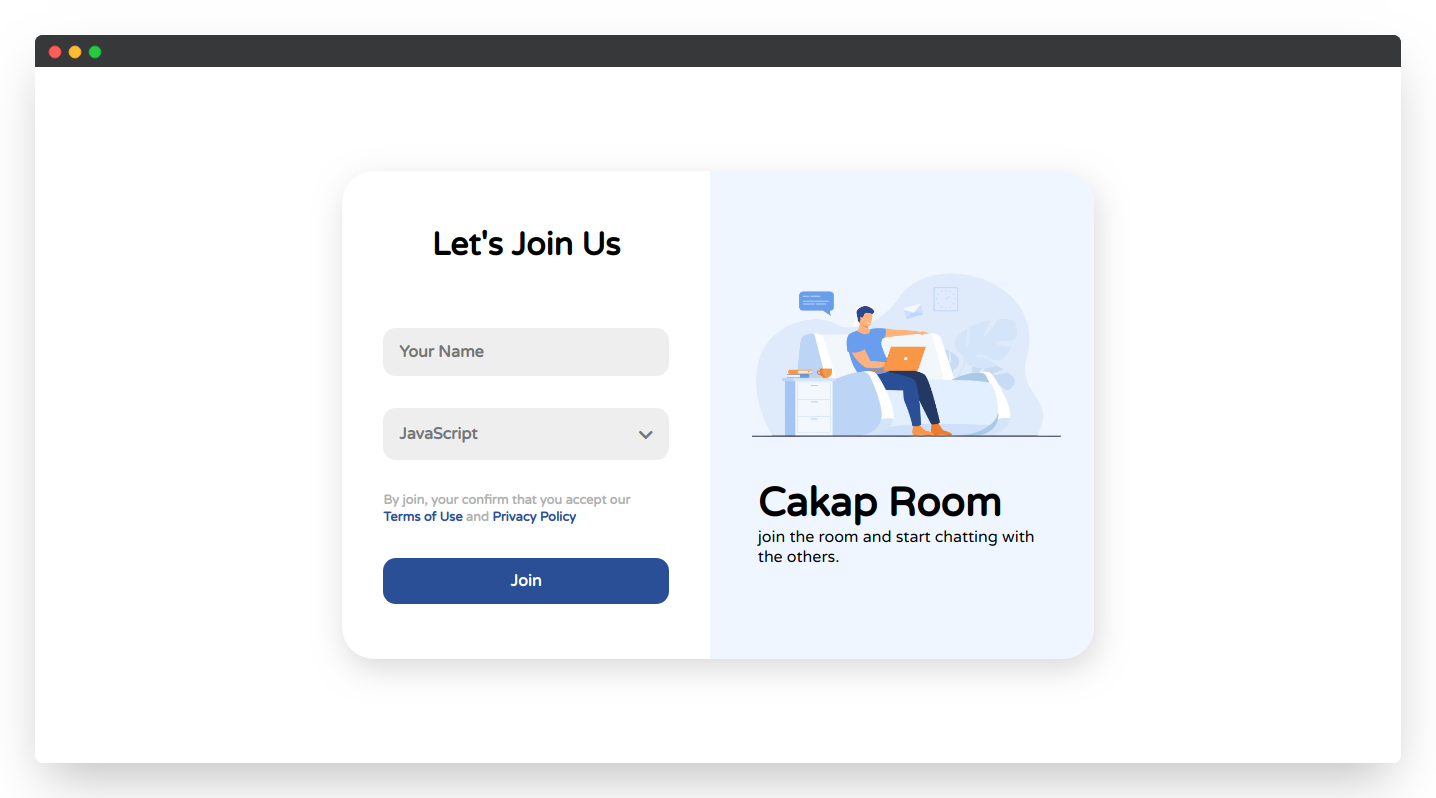 Let's Join Us
Your Name
JavaScript
By join, your confirm that you accept our
Terms of Use and Privacy Policy
Join
Cakap Room
join the room and start chatting with
the others.